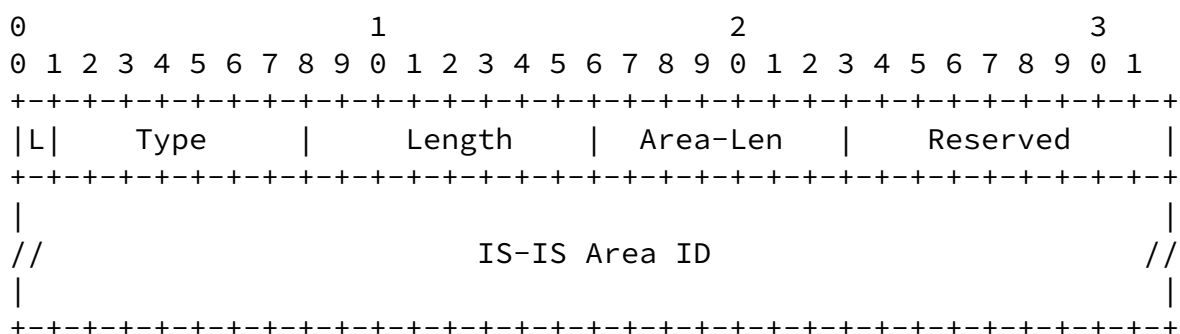 0                   1                   2                   3
0 1 2 3 4 5 6 7 8 9 0 1 2 3 4 5 6 7 8 9 0 1 2 3 4 5 6 7 8 9 0 1
+-+-+-+-+-+-+-+-+-+-+-+-+-+-+-+-+-+-+-+-+-+-+-+-+-+-+-+-+-+-+-+-+
|L|    Type     |     Length    |  Area-Len   |    Reserved     |
+-+-+-+-+-+-+-+-+-+-+-+-+-+-+-+-+-+-+-+-+-+-+-+-+-+-+-+-+-+-+-+-+
|                                                               |
//                        IS-IS Area ID                        //
|                                                               |
+-+-+-+-+-+-+-+-+-+-+-+-+-+-+-+-+-+-+-+-+-+-+-+-+-+-+-+-+-+-+-+-+